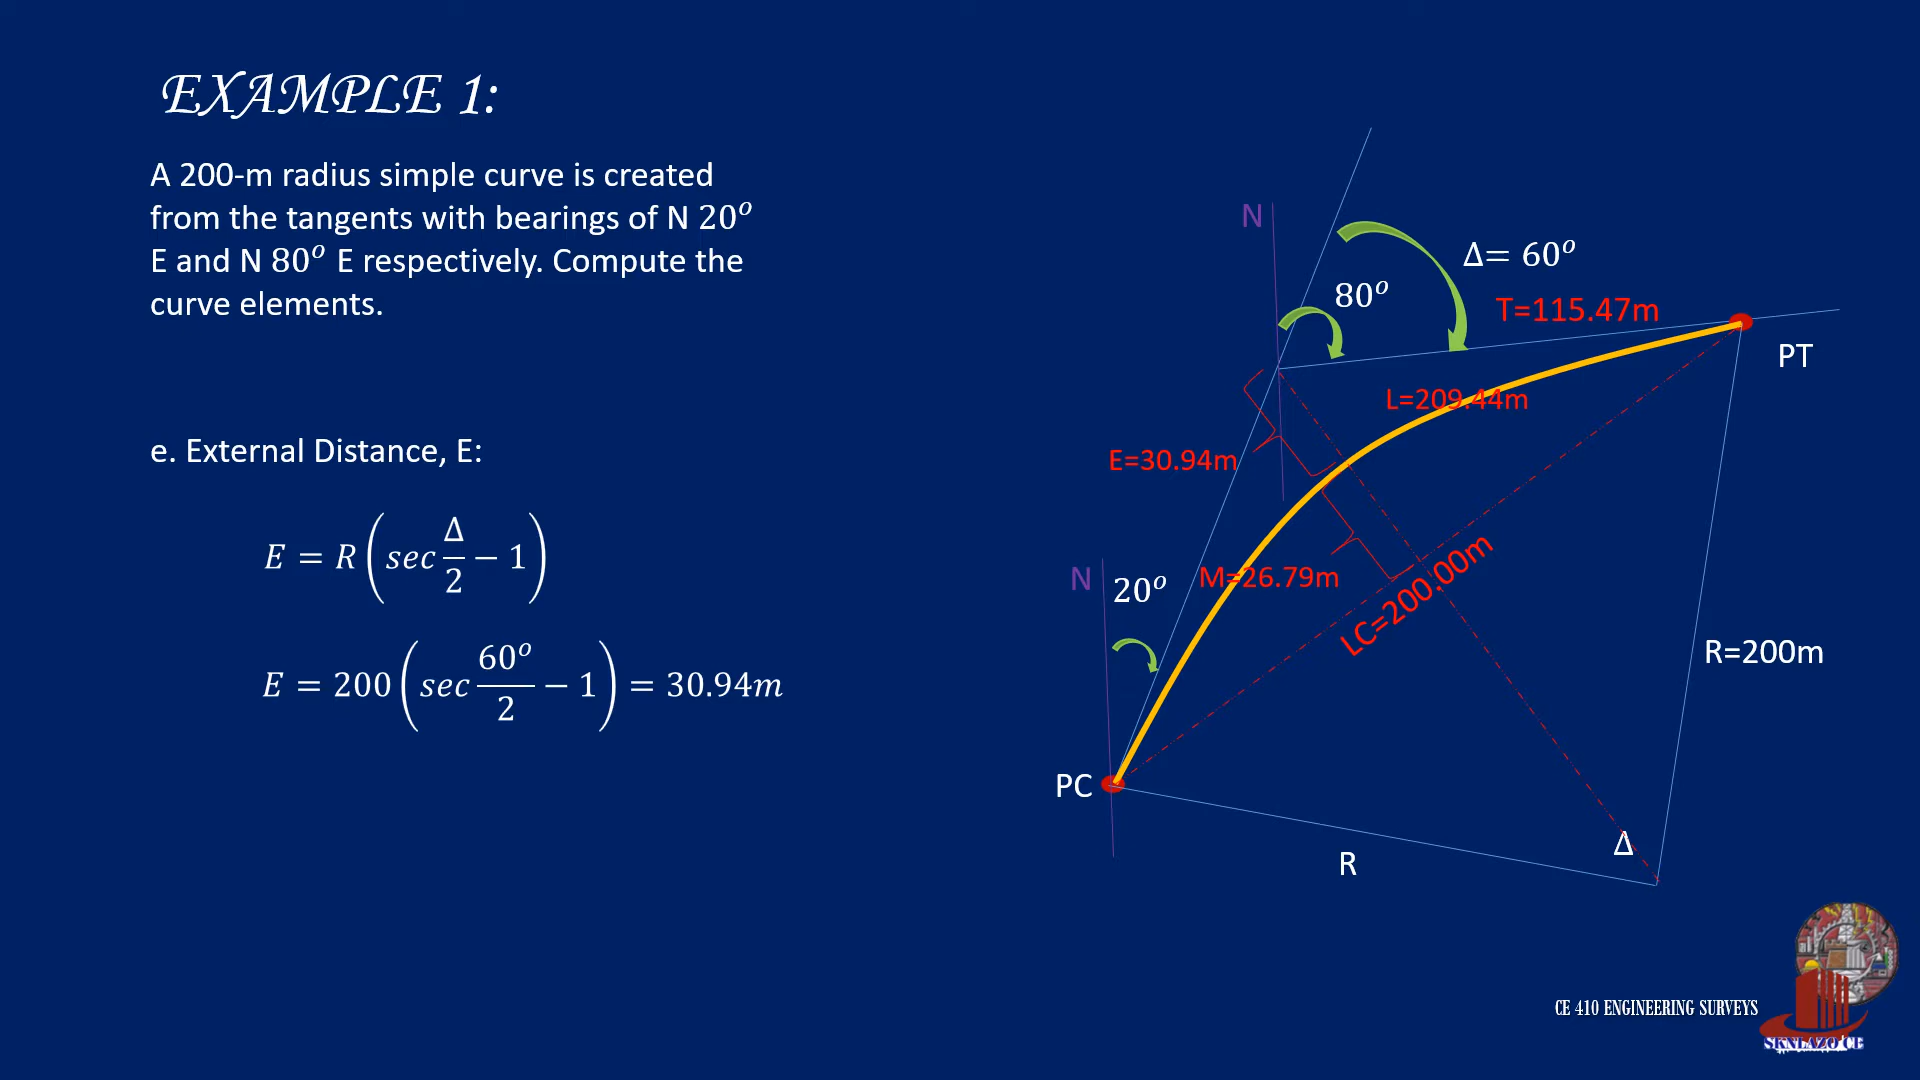 EXAMPLE 1:
A 200-m radius simple curve is created
from the tangents with bearings of N 20° 
E and N 80° E respectively. Compute the
curve elements.
e. External Distance, E:
E = R(sec Δ/2 − 1)
E = 200(sec 60°/2 − 1) = 30.94m
N
Δ= 60°
80°
T=115.47m
PT
L=209.44m
E=30.94m
N
20°
M=26.79m
LC=200.00m
R=200m
PC
Δ
R
CE 410 ENGINEERING SURVEYS
SKNLAZO CE